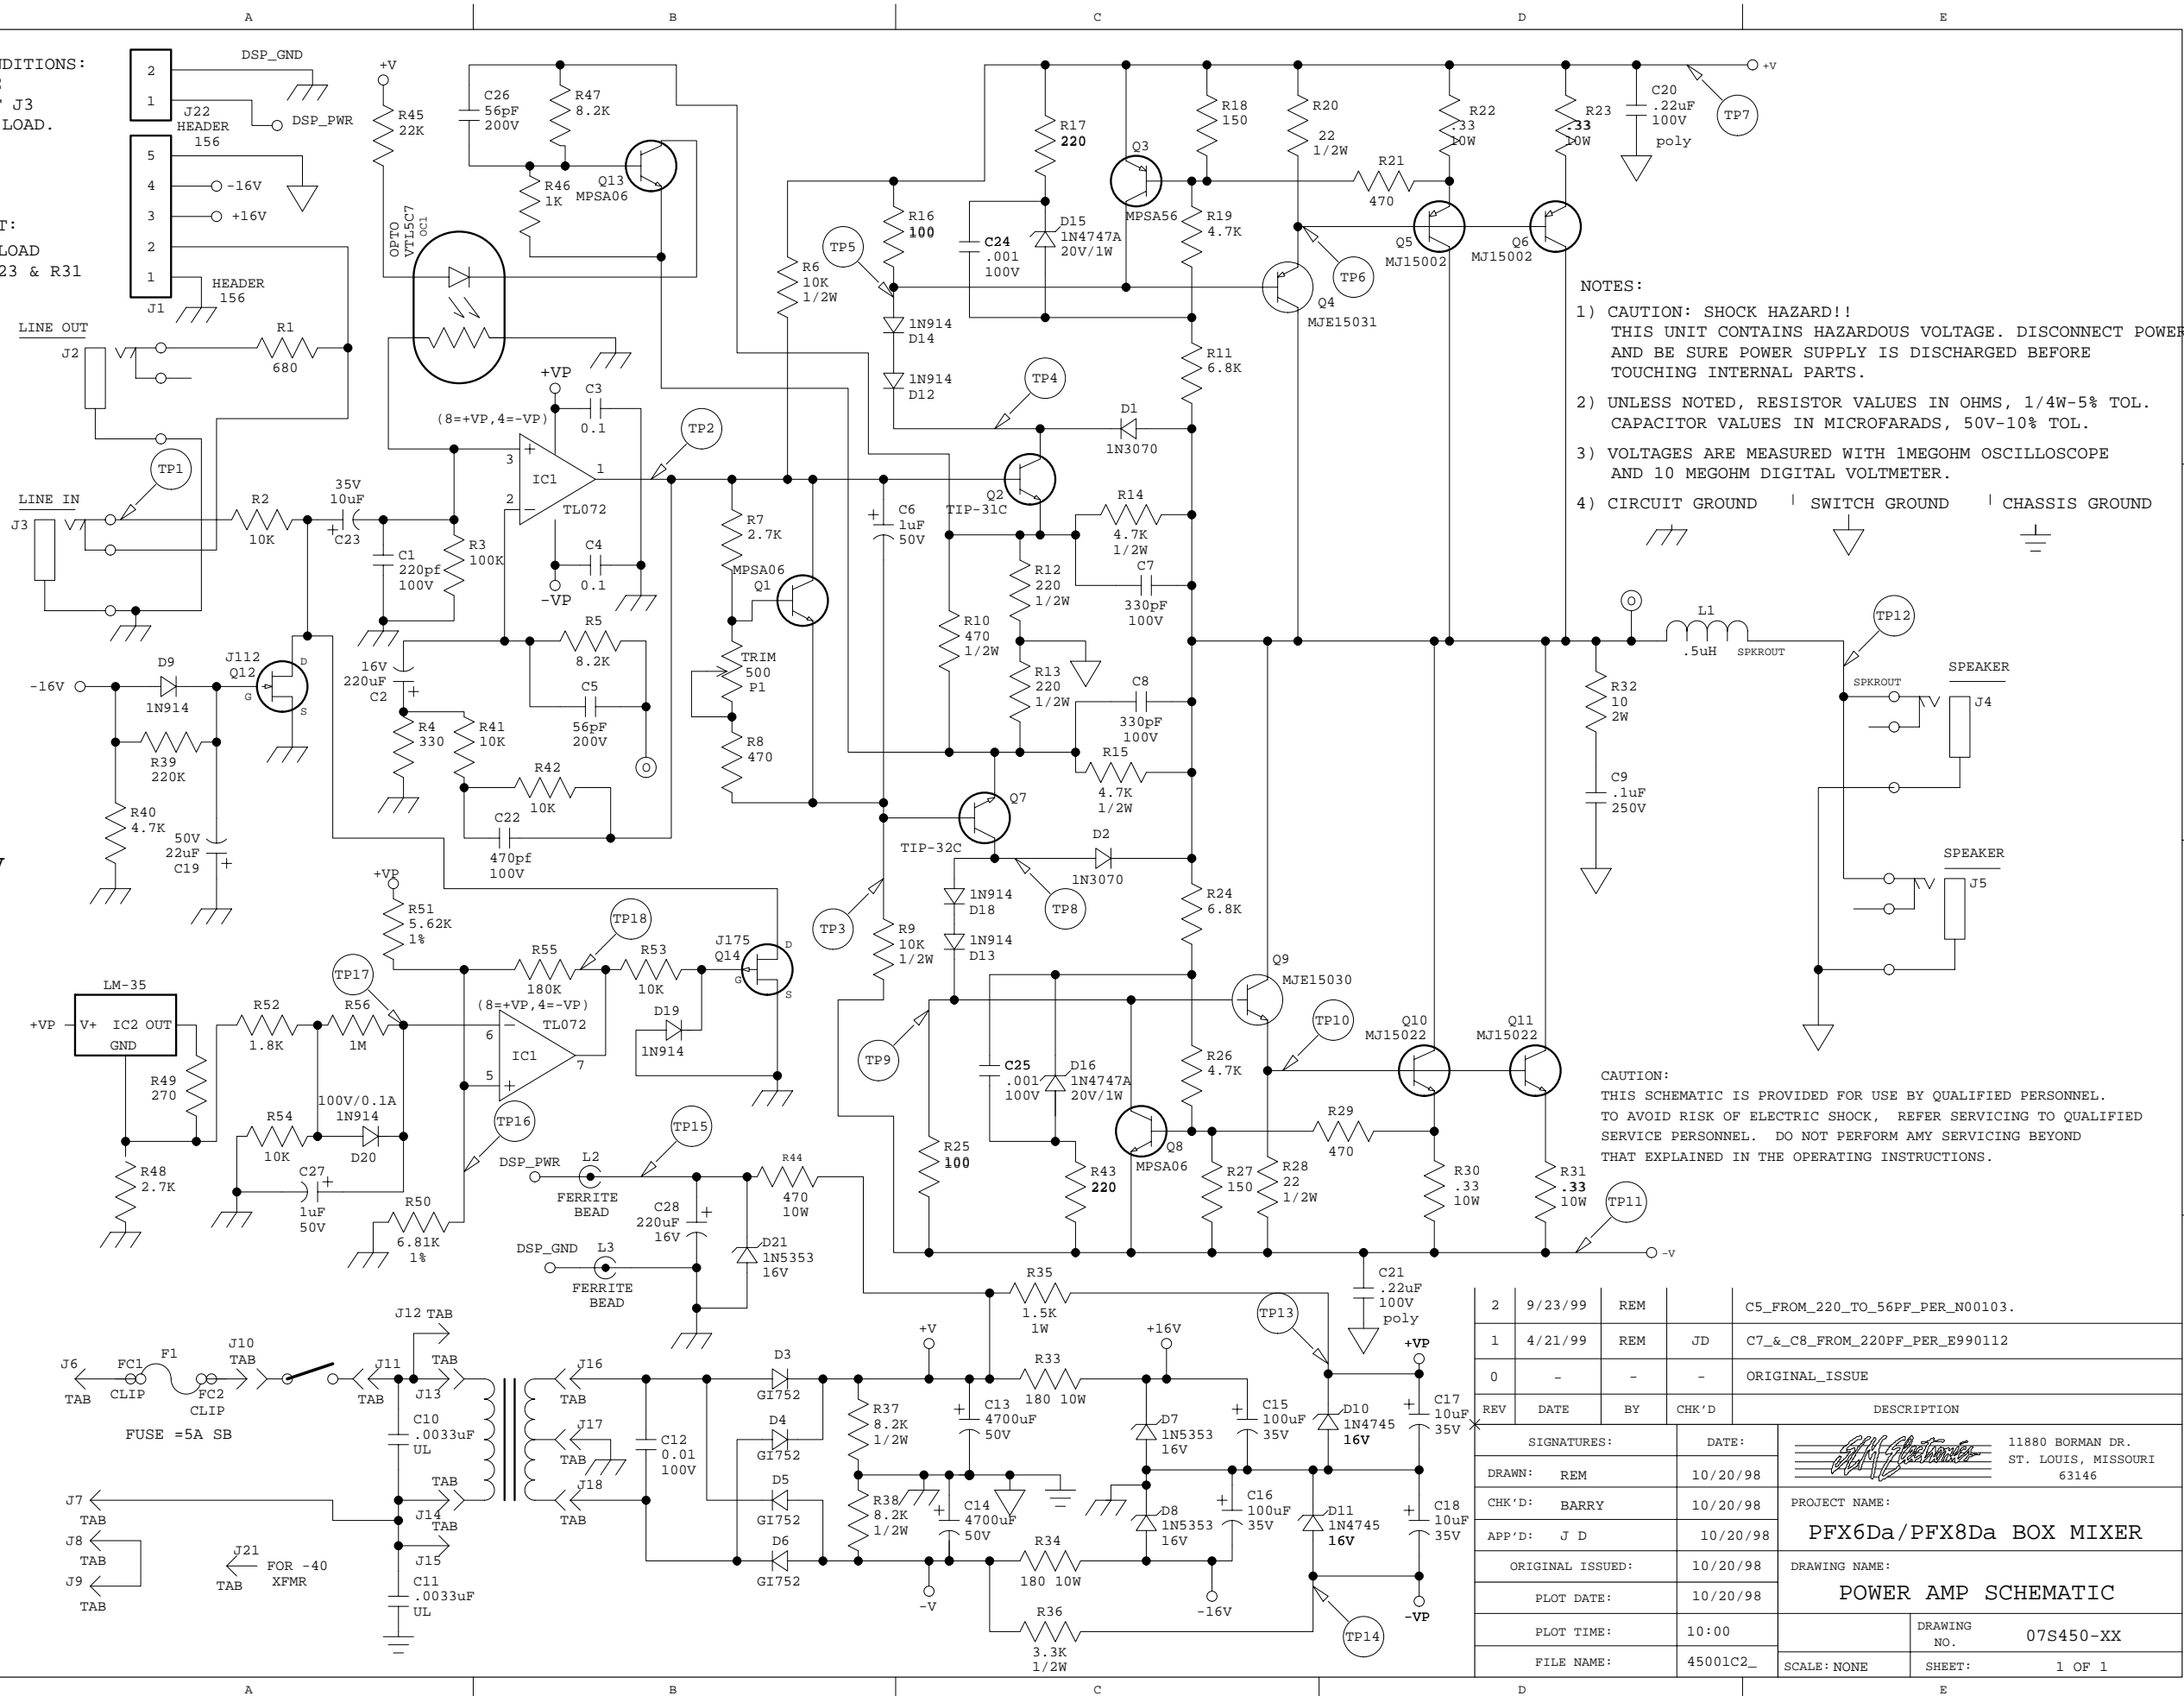 A B C D E
NDITIONS:
J3
LOAD.
T:
LOAD
23 & R31
2
1
DSP_GND
J22
HEADER
156
DSP_PWR
5
4
3
2
1
-16V
+16V
HEADER
156
J1
LINE OUT
J2
R1
680
TP1
LINE IN
J3
R2
10K
35V
10uF
C23
C1
220pf
100V
R3
100K
+V
R45
22K
C26
56pF
200V
R47
8.2K
R46
1K
Q13
MPSA06
OPTO
VTL5C7
OC1
+VP
C3
0.1
(8=+VP,4=-VP)
3
2
1
IC1
TL072
C4
0.1
-VP
TP2
R5
8.2K
C5
56pF
200V
16V
220uF
C2
R4
330
R41
10K
R42
10K
C22
470pf
100V
O
R7
2.7K
MPSA06
Q1
TRIM
500
P1
R8
470
J112
Q12
D
G
S
D9
-16V
1N914
R39
220K
R40
4.7K
50V
22uF
C19
V
R6
10K
1/2W
C6
1uF
50V
TP5
R16
100
1N914
D14
1N914
D12
R17
220
C24
.001
100V
D15
1N4747A
20V/1W
Q3
MPSA56
R18
150
R19
4.7K
R20
22
1/2W
R21
470
R22
.33
10W
R23
.33
10W
C20
.22uF
100V
poly
+V
TP7
Q4
MJE15031
TP6
Q5
MJ15002
Q6
MJ15002
R11
6.8K
TP4
D1
1N3070
Q2
TIP-31C
R14
4.7K
1/2W
C7
330pF
100V
R12
220
1/2W
R10
470
1/2W
R13
220
1/2W
C8
330pF
100V
R15
4.7K
1/2W
Q7
TIP-32C
D2
1N3070
TP8
TP3
1N914
D18
1N914
D13
R9
10K
1/2W
R24
6.8K
Q9
MJE15030
TP9
TP10
Q10
MJ15022
Q11
MJ15022
C25
.001
100V
D16
1N4747A
20V/1W
R26
4.7K
R25
100
R43
220
Q8
MPSA06
R27
150
R28
22
1/2W
R29
470
R30
.33
10W
R31
.33
10W
TP11
-V
C21
.22uF
100V
poly
NOTES:
1) CAUTION: SHOCK HAZARD!!
THIS UNIT CONTAINS HAZARDOUS VOLTAGE. DISCONNECT POWER
AND BE SURE POWER SUPPLY IS DISCHARGED BEFORE
TOUCHING INTERNAL PARTS.
2) UNLESS NOTED, RESISTOR VALUES IN OHMS, 1/4W-5% TOL.
CAPACITOR VALUES IN MICROFARADS, 50V-10% TOL.
3) VOLTAGES ARE MEASURED WITH 1MEGOHM OSCILLOSCOPE
AND 10 MEGOHM DIGITAL VOLTMETER.
4) CIRCUIT GROUND | SWITCH GROUND | CHASSIS GROUND
O
L1
.5uH
SPKROUT
TP12
SPKROUT
SPEAKER
J4
R32
10
2W
C9
.1uF
250V
SPEAKER
J5
CAUTION:
THIS SCHEMATIC IS PROVIDED FOR USE BY QUALIFIED PERSONNEL.
TO AVOID RISK OF ELECTRIC SHOCK, REFER SERVICING TO QUALIFIED
SERVICE PERSONNEL. DO NOT PERFORM AMY SERVICING BEYOND
THAT EXPLAINED IN THE OPERATING INSTRUCTIONS.
+VP
R51
5.62K
1%
TP17
LM-35
+VP
V+ IC2 OUT
GND
R49
270
R48
2.7K
R52
1.8K
R56
1M
R54
10K
100V/0.1A
1N914
D20
C27
1uF
50V
R50
6.81K
1%
R55
180K
TP18
R53
10K
(8=+VP,4=-VP)
TL072
6
5
7
IC1
TP16
D19
1N914
J175
Q14
D
G
S
DSP_PWR
L2
FERRITE
BEAD
TP15
R44
470
10W
C28
220uF
16V
D21
1N5353
16V
DSP_GND
L3
FERRITE
BEAD
J6
TAB
FC1
CLIP
F1
FC2
CLIP
FUSE =5A SB
J10
TAB
J11
TAB
J12 TAB
TAB
J13
C10
.0033uF
UL
TAB
J14
TAB
J15
C11
.0033uF
UL
J7
TAB
J8
TAB
J9
TAB
J21
TAB
FOR -40
XFMR
J16
TAB
J17
TAB
J18
TAB
C12
0.01
100V
D3
GI752
D4
GI752
D5
GI752
D6
GI752
R37
8.2K
1/2W
R38
8.2K
1/2W
+V
C13
4700uF
50V
C14
4700uF
50V
-V
R35
1.5K
1W
R33
180 10W
R34
180 10W
R36
3.3K
1/2W
+16V
D7
1N5353
16V
D8
1N5353
16V
-16V
C15
100uF
35V
C16
100uF
35V
TP13
D10
1N4745
16V
D11
1N4745
16V
+VP
C17
10uF
35V
C18
10uF
35V
-VP
TP14
2 9/23/99 REM C5_FROM_220_TO_56PF_PER_N00103.
1 4/21/99 REM JD C7_&_C8_FROM_220PF_PER_E990112
0 - - - ORIGINAL_ISSUE
REV DATE BY CHK'D DESCRIPTION
SIGNATURES: DATE:
DRAWN: REM 10/20/98
CHK'D: BARRY 10/20/98
APP'D: J D 10/20/98
ORIGINAL ISSUED: 10/20/98
PLOT DATE: 10/20/98
PLOT TIME: 10:00
FILE NAME: 45001C2_
Electronics
11880 BORMAN DR.
ST. LOUIS, MISSOURI
63146
PROJECT NAME:
PFX6Da/PFX8Da BOX MIXER
DRAWING NAME:
POWER AMP SCHEMATIC
DRAWING
NO.
07S450-XX
SCALE: NONE SHEET: 1 OF 1
A B C D E